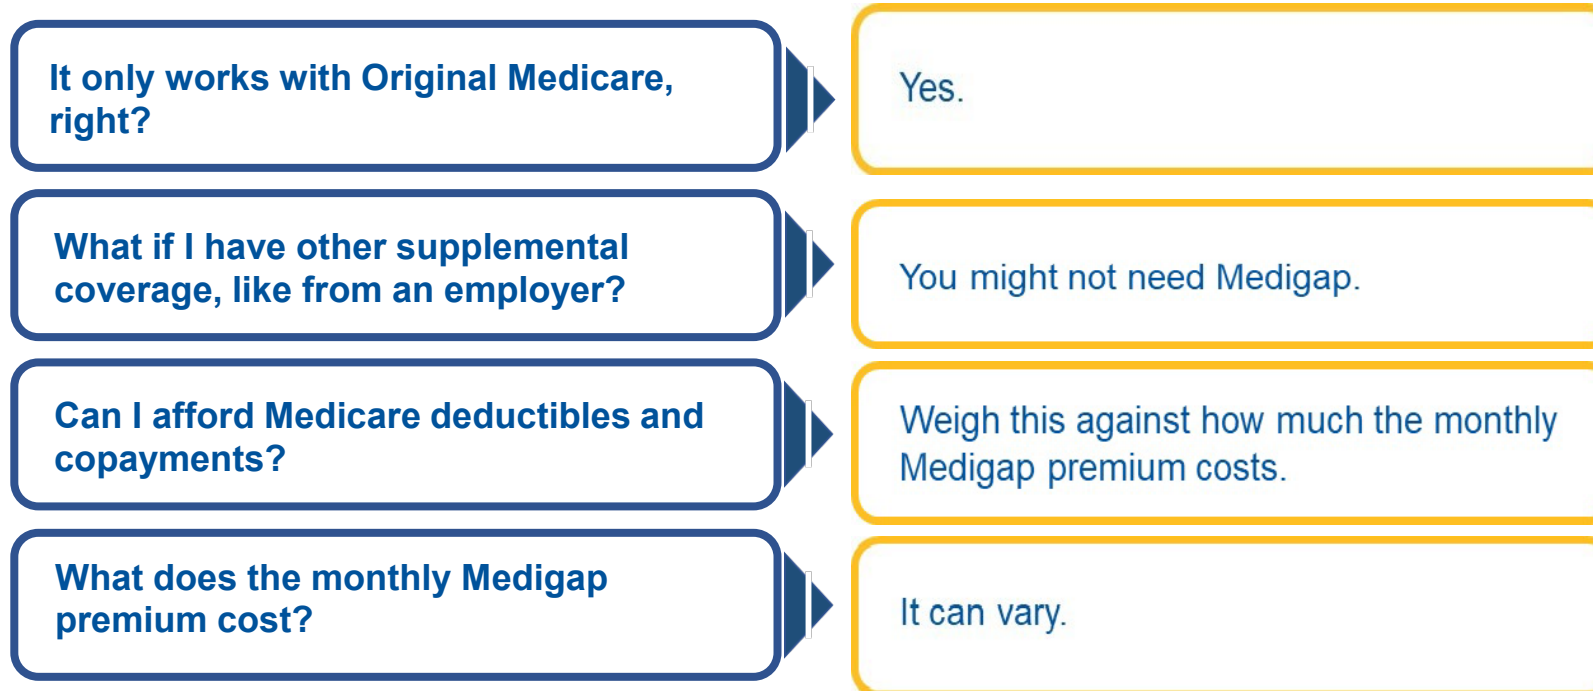 It only works with Original Medicare,
right?
Yes.
What if I have other supplemental
coverage, like from an employer?
You might not need Medigap.
Can I afford Medicare deductibles and
copayments?
Weigh this against how much the monthly
Medigap premium costs.
What does the monthly Medigap
premium cost?
It can vary.